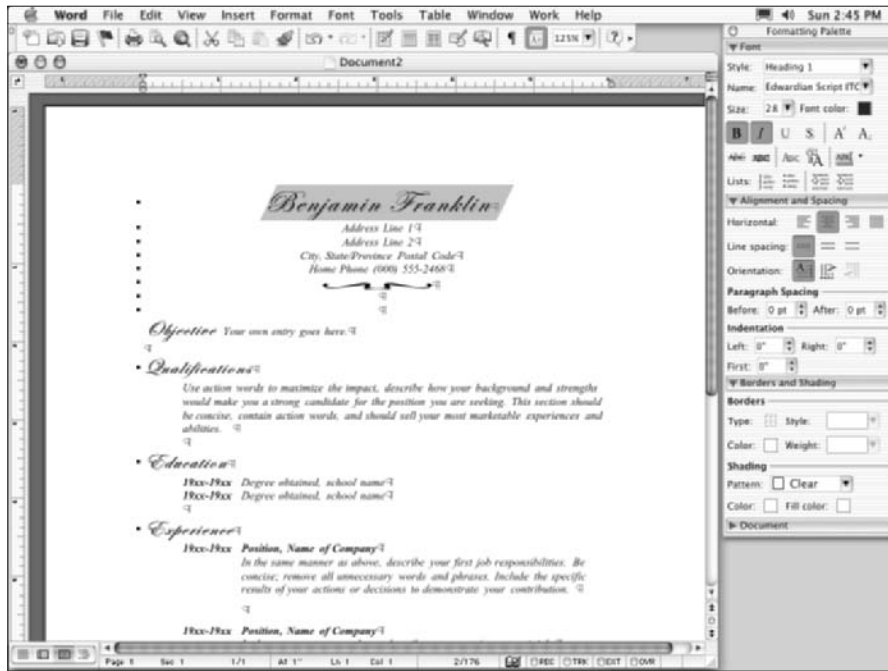 Word File Edit View Insert Format Font Tools Table Window Work Help Sun 2:45 PM
125%
Document2
Benjamin Franklin
Address Line 1
Address Line 2
City, State/Province Postal Code
Home Phone (000) 555-2468
Objective Your own entry goes here.
Qualifications
Use action words to maximize the impact, describe how your background and strengths
would make you a strong candidate for the position you are seeking. This section should
be concise, contain action words, and should sell your most marketable experiences and
abilities.
Education
19xx-19xx Degree obtained, school name
19xx-19xx Degree obtained, school name
Experience
19xx-19xx Position, Name of Company
In the same manner as above, describe your first job responsibilities. Be
concise; remove all unnecessary words and phrases. Include the specific
results of your actions or decisions to demonstrate your contribution.
19xx-19xx Position, Name of Company
Page 1 Sec 1 1/1 At 1" Ln 1 Col 1 2/176 REC TRK EXT OVR
Formatting Palette
Font
Style: Heading 1
Name: Edwardian Script ITC
Size: 28 Font color:
B I U S A² A₂
ABC ABC Abc
Lists:
Alignment and Spacing
Horizontal:
Line spacing:
Orientation:
Paragraph Spacing
Before: 0 pt After: 0 pt
Indentation
Left: 0" Right: 0"
First: 0"
Borders and Shading
Borders
Type: Style:
Color: Weight:
Shading
Pattern: Clear
Color: Fill color:
Document